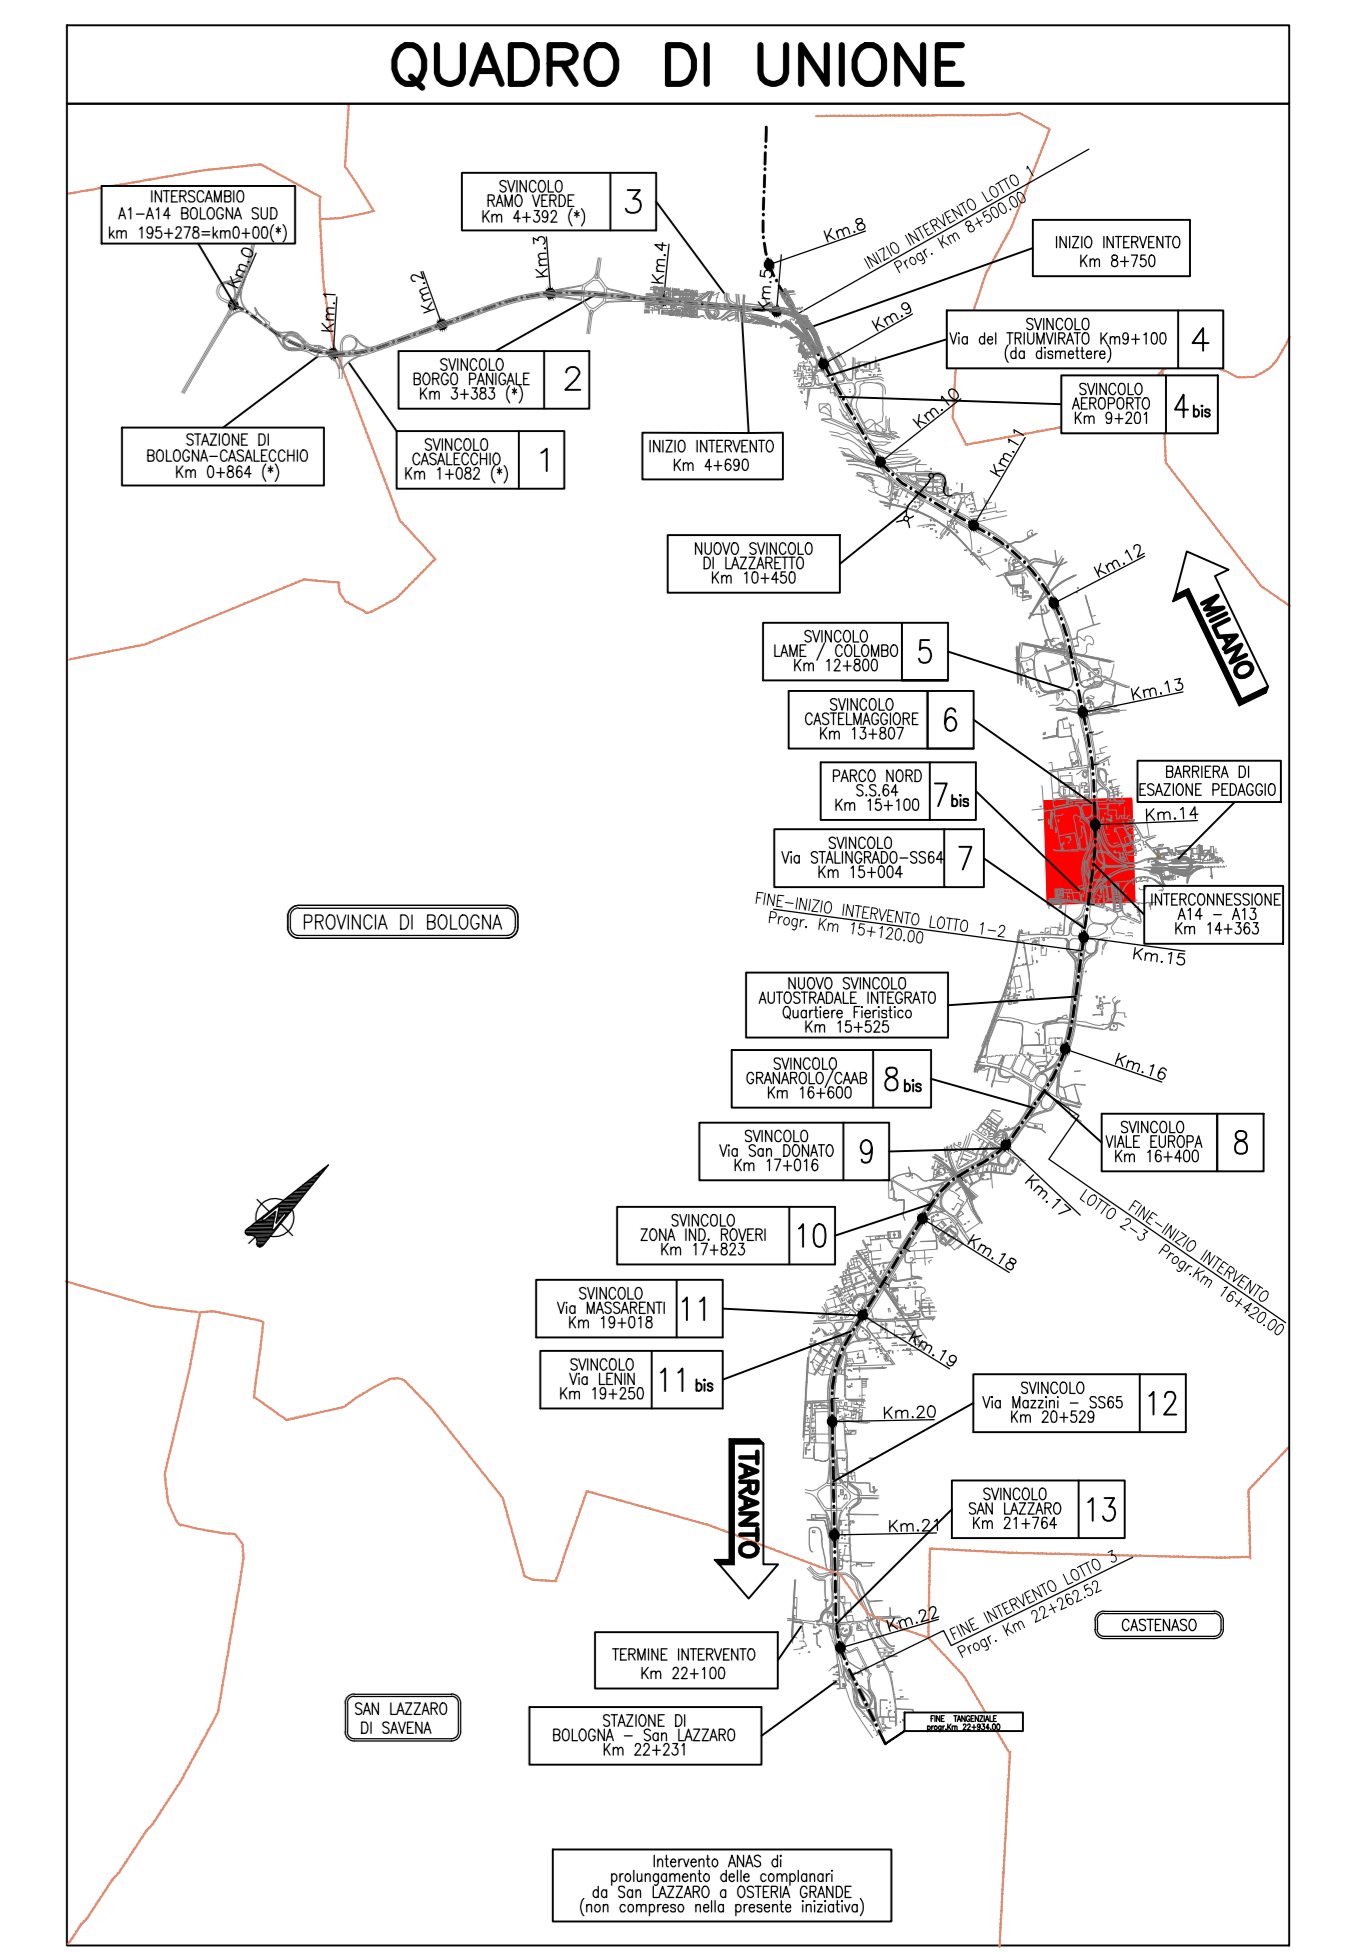 QUADRO DI UNIONE
INTERSCAMBIO
A1-A14 BOLOGNA SUD
km 195+278=km0+00(*)
SVINCOLO
RAMO VERDE
Km 4+392 (*)
3
Km.0
Km.1
Km.2
Km.3
Km.4
Km.5
Km.8
INIZIO INTERVENTO LOTTO 1
Progr. Km 8+500.00
INIZIO INTERVENTO
Km 8+750
Km.9
SVINCOLO
Via del TRIUMVIRATO Km9+100
(da dismettere)
4
SVINCOLO
BORGO PANIGALE
Km 3+383 (*)
2
SVINCOLO
AEROPORTO
Km 9+201
4 bis
STAZIONE DI
BOLOGNA-CASALECCHIO
Km 0+864 (*)
SVINCOLO
CASALECCHIO
Km 1+082 (*)
1
INIZIO INTERVENTO
Km 4+690
Km.10
Km.11
NUOVO SVINCOLO
DI LAZZARETTO
Km 10+450
Km.12
MILANO
SVINCOLO
LAME / COLOMBO
Km 12+800
5
Km.13
SVINCOLO
CASTELMAGGIORE
Km 13+807
6
PARCO NORD
S.S.64
Km 15+100
7 bis
BARRIERA DI
ESAZIONE PEDAGGIO
Km.14
SVINCOLO
Via STALINGRADO-SS64
Km 15+004
7
INTERCONNESSIONE
A14 - A13
Km 14+363
FINE-INIZIO INTERVENTO LOTTO 1-2
Progr. Km 15+120.00
Km.15
PROVINCIA DI BOLOGNA
NUOVO SVINCOLO
AUTOSTRADALE INTEGRATO
Quartiere Fieristico
Km 15+525
Km.16
SVINCOLO
GRANAROLO/CAAB
Km 16+600
8 bis
SVINCOLO
VIALE EUROPA
Km 16+400
8
SVINCOLO
Via San DONATO
Km 17+016
9
Km.17
FINE-INIZIO INTERVENTO
LOTTO 2-3 Progr.Km 16+420.00
SVINCOLO
ZONA IND. ROVERI
Km 17+823
10
Km.18
SVINCOLO
Via MASSARENTI
Km 19+018
11
Km.19
SVINCOLO
Via LENIN
Km 19+250
11 bis
SVINCOLO
Via Mazzini - SS65
Km 20+529
12
Km.20
TARANTO
SVINCOLO
SAN LAZZARO
Km 21+764
13
Km.21
FINE INTERVENTO LOTTO 3
Progr. Km 22+262.52
Km.22
CASTENASO
TERMINE INTERVENTO
Km 22+100
SAN LAZZARO
DI SAVENA
STAZIONE DI
BOLOGNA - San LAZZARO
Km 22+231
FINE TANGENZIALE
progr.Km 22+934.00
Intervento ANAS di
prolungamento delle complanari
da San LAZZARO a OSTERIA GRANDE
(non compreso nella presente iniziativa)